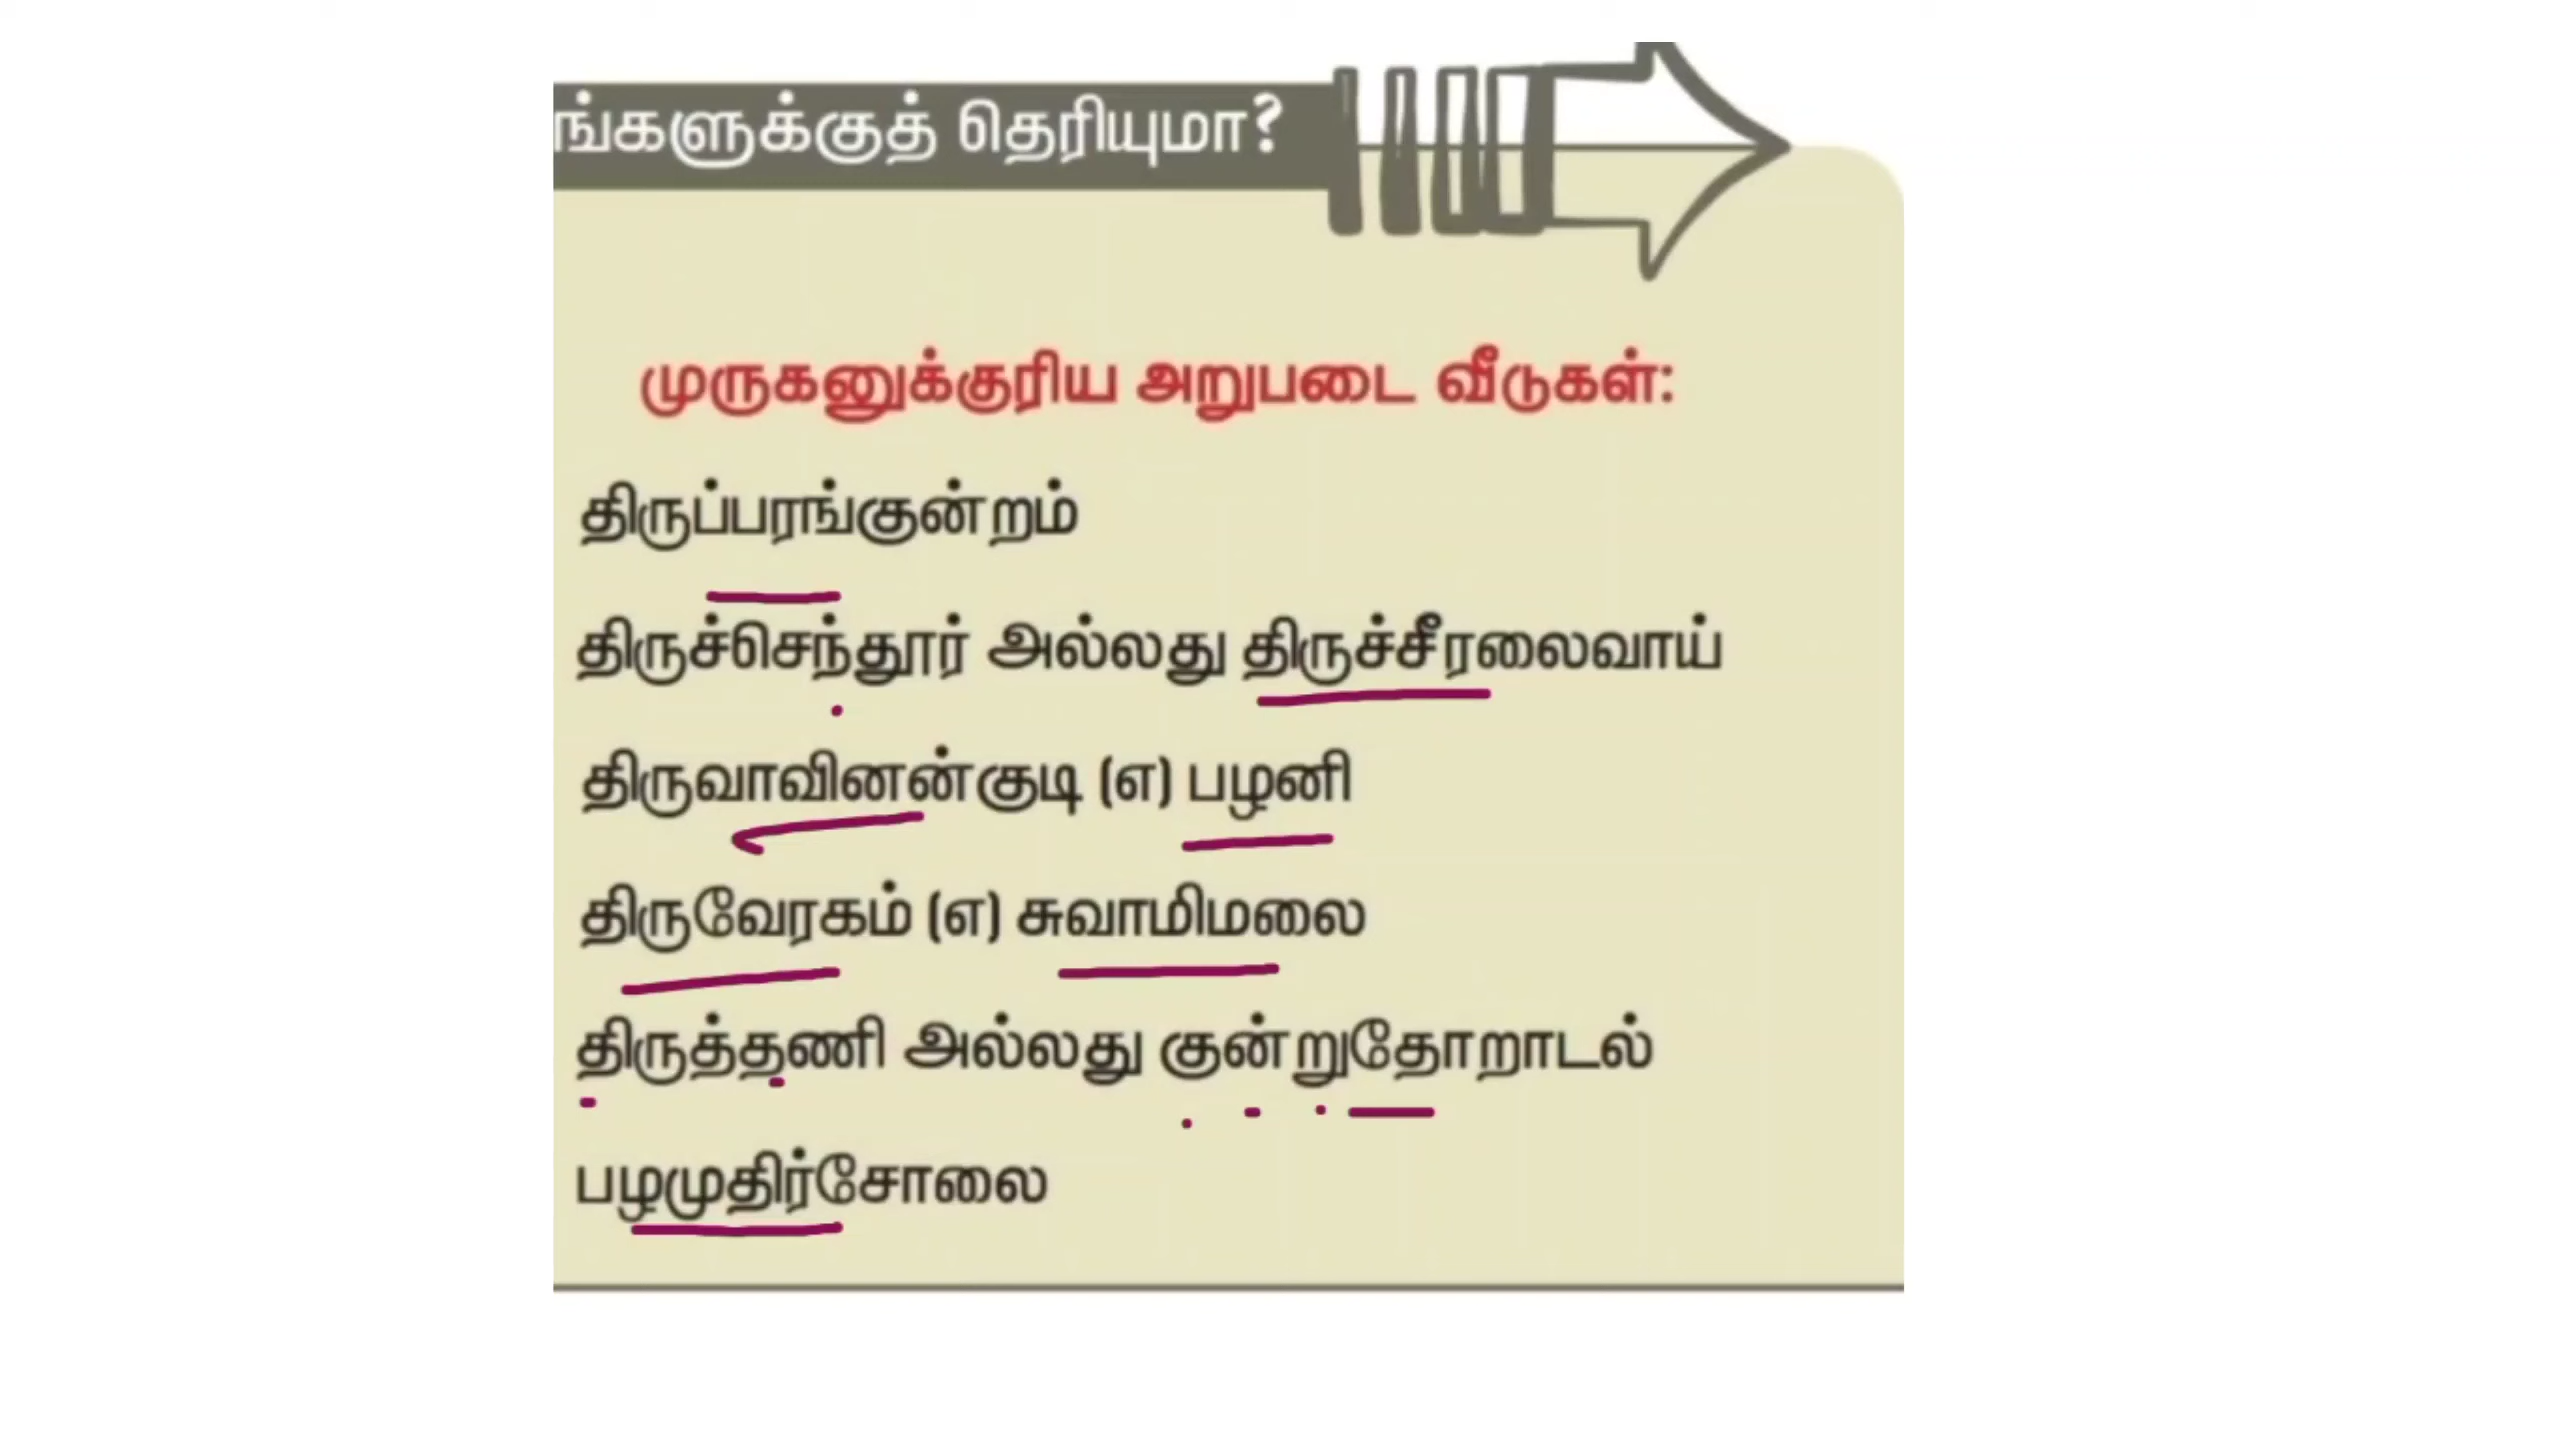 ங்களுக்குத் தெரியுமா?
முருகனுக்குரிய அறுபடை வீடுகள்:
திருப்பரங்குன்றம்
திருச்செந்தூர் அல்லது திருச்சீரலைவாய்
திருவாவினன்குடி (எ) பழனி
திருவேரகம் (எ) சுவாமிமலை
திருத்தணி அல்லது குன்றுதோறாடல்
பழமுதிர்சோலை